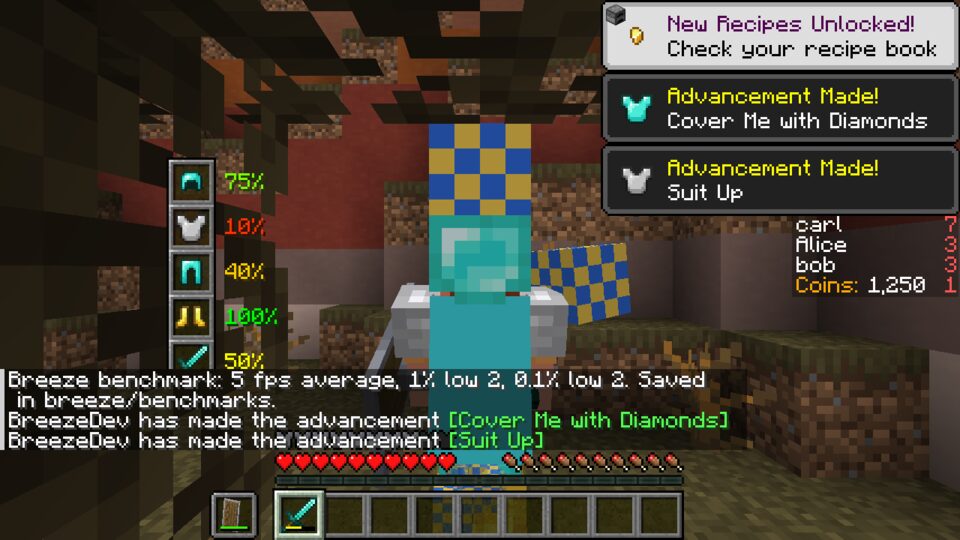 New Recipes Unlocked!
Check your recipe book
Advancement Made!
Cover Me with Diamonds
Advancement Made!
Suit Up
75%
10%
40%
100%
50%
carl 7
Alice 3
bob 3
Coins: 1,250 1
Breeze benchmark: 5 fps average, 1% low 2, 0.1% low 2. Saved
in breeze/benchmarks.
BreezeDev has made the advancement [Cover Me with Diamonds]
BreezeDev has made the advancement [Suit Up]